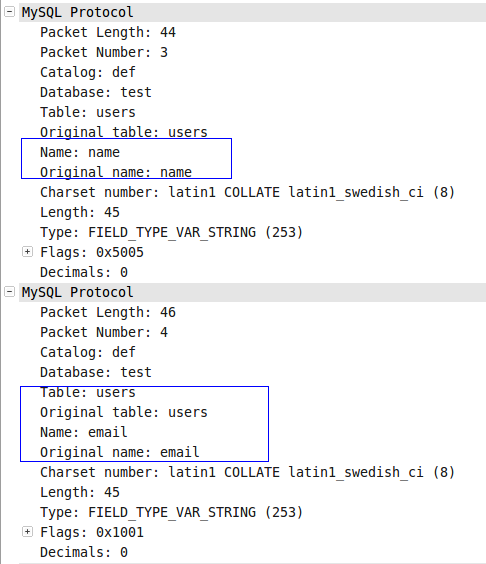 MySQL Protocol
Packet Length: 44
Packet Number: 3
Catalog: def
Database: test
Table: users
Original table: users
Name: name
Original name: name
Charset number: latin1 COLLATE latin1_swedish_ci (8)
Length: 45
Type: FIELD_TYPE_VAR_STRING (253)
Flags: 0x5005
Decimals: 0
MySQL Protocol
Packet Length: 46
Packet Number: 4
Catalog: def
Database: test
Table: users
Original table: users
Name: email
Original name: email
Charset number: latin1 COLLATE latin1_swedish_ci (8)
Length: 45
Type: FIELD_TYPE_VAR_STRING (253)
Flags: 0x1001
Decimals: 0